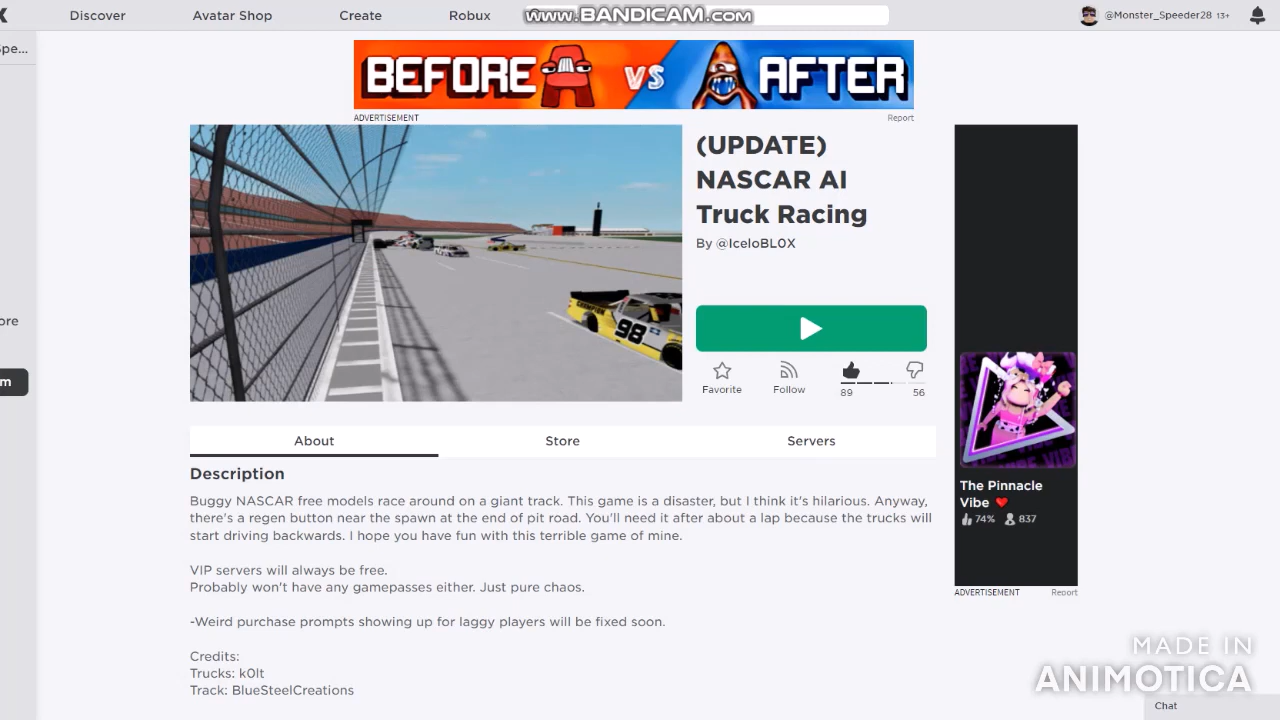 Discover
Avatar Shop
Create
Robux
WWW.BANDICAM.COM
@Monster_Speeder28 13+
Spe...
BEFORE VS AFTER
ADVERTISEMENT
Report
98
(UPDATE)
NASCAR AI
Truck Racing
By @IceloBL0X
Favorite
Follow
89
56
ore
m
About
Store
Servers
Description
Buggy NASCAR free models race around on a giant track. This game is a disaster, but I think it's hilarious. Anyway,
there's a regen button near the spawn at the end of pit road. You'll need it after about a lap because the trucks will
start driving backwards. I hope you have fun with this terrible game of mine.
VIP servers will always be free.
Probably won't have any gamepasses either. Just pure chaos.
-Weird purchase prompts showing up for laggy players will be fixed soon.
Credits:
Trucks: k0lt
Track: BlueSteelCreations
The Pinnacle
Vibe ❤️
74% 837
ADVERTISEMENT
Report
MADE IN
ANIMOTICA
Chat